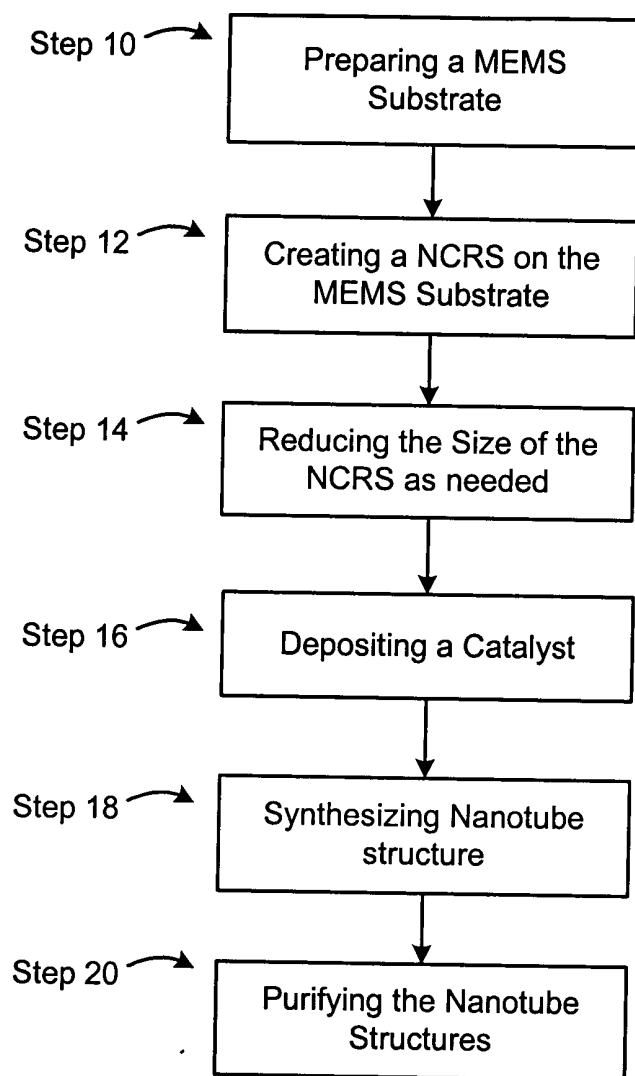 Step 10
Preparing a MEMS
Substrate
Step 12
Creating a NCRS on the
MEMS Substrate
Step 14
Reducing the Size of the
NCRS as needed
Step 16
Depositing a Catalyst
Step 18
Synthesizing Nanotube
structure
Step 20
Purifying the Nanotube
Structures